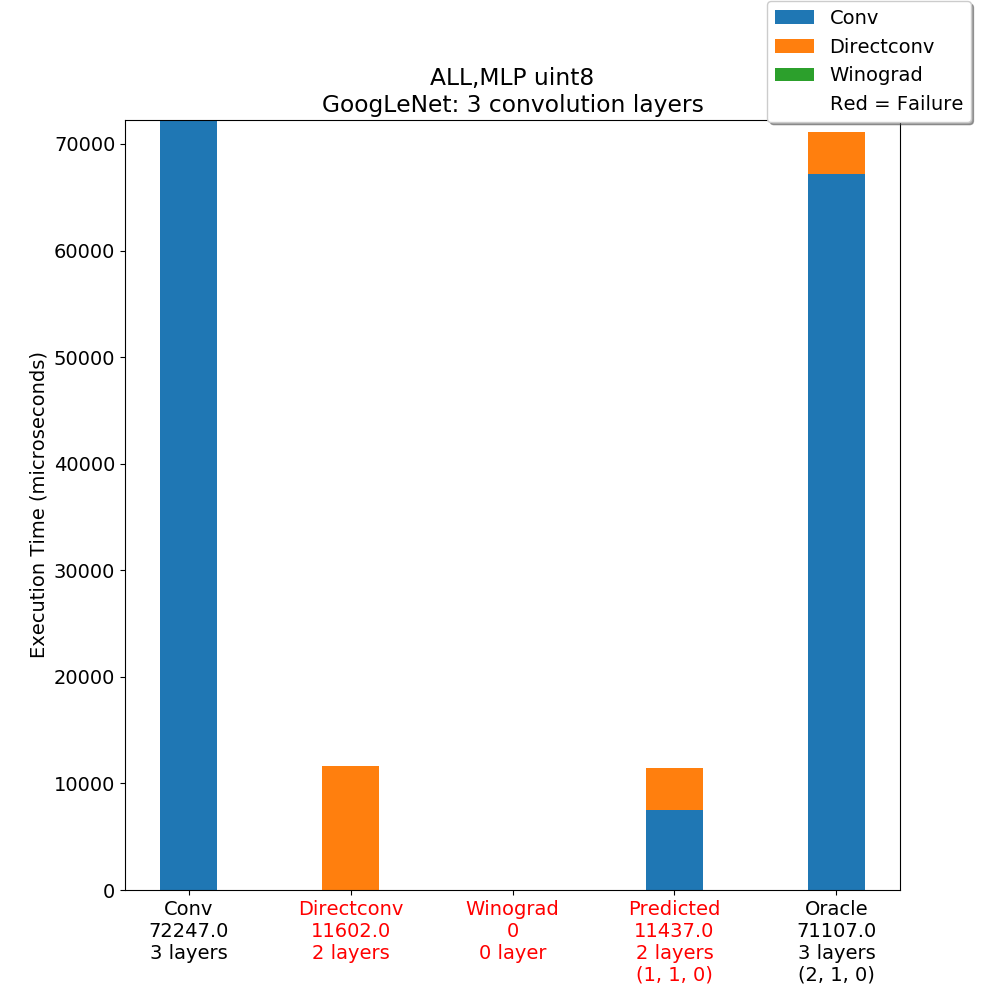 Conv
Directconv
Winograd
Red = Failure
ALL,MLP uint8
GoogLeNet: 3 convolution layers
Execution Time (microseconds)
70000
60000
50000
40000
30000
20000
10000
0
Conv
72247.0
3 layers
Directconv
11602.0
2 layers
Winograd
0
0 layer
Predicted
11437.0
2 layers
(1, 1, 0)
Oracle
71107.0
3 layers
(2, 1, 0)